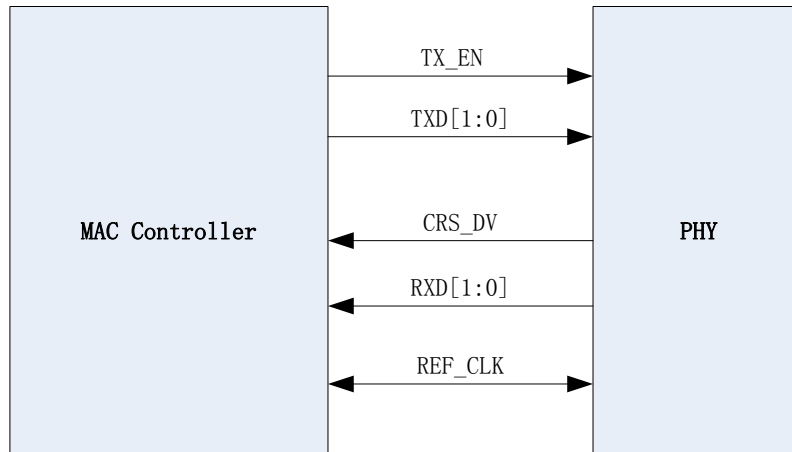 TX_EN
TXD[1:0]
MAC Controller
CRS_DV
PHY
RXD[1:0]
REF_CLK